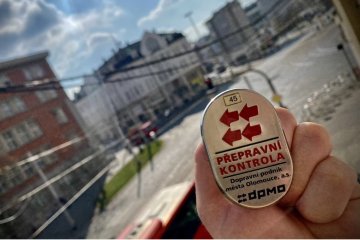 45
PŘEPRAVNÍ
KONTROLA
Dopravní podnik
města Olomouce, a.s.
DPMO